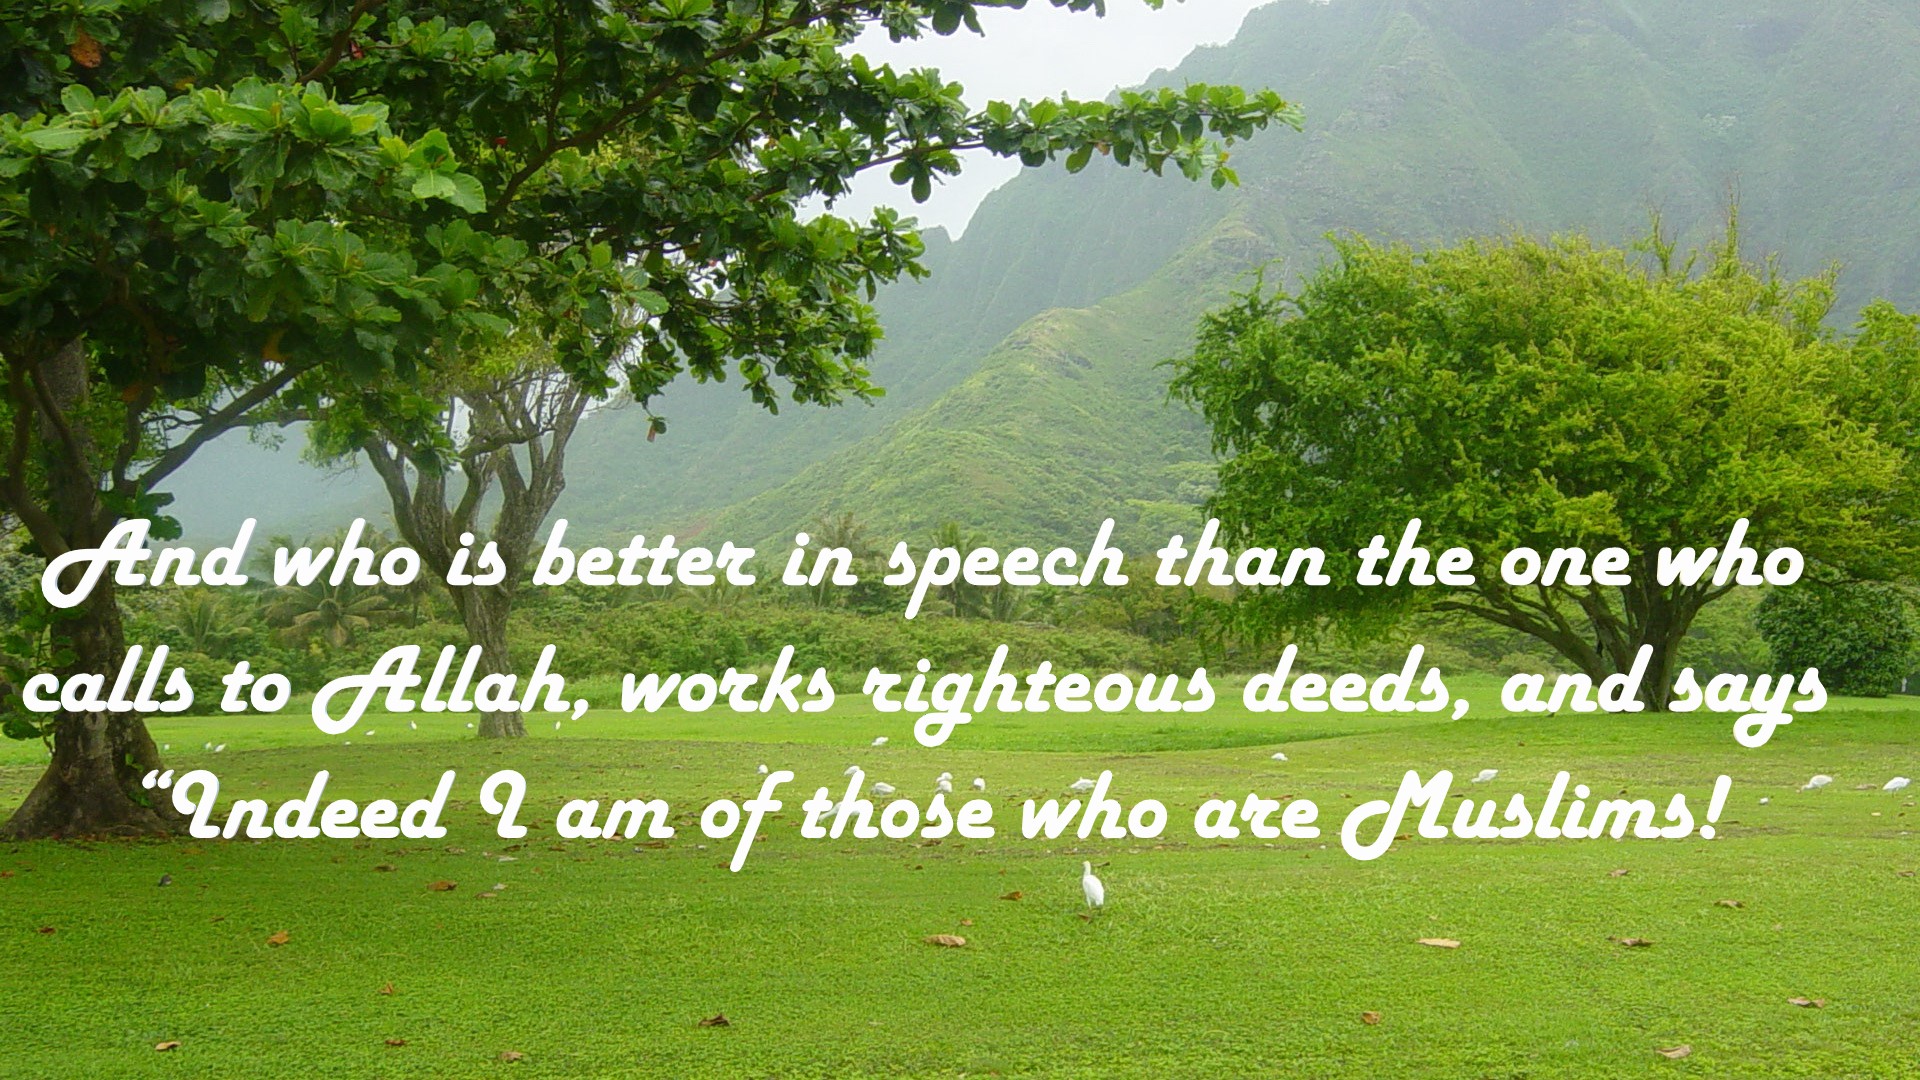 And who is better in speech than the one who
calls to Allah, works righteous deeds, and says
“Indeed I am of those who are Muslims!